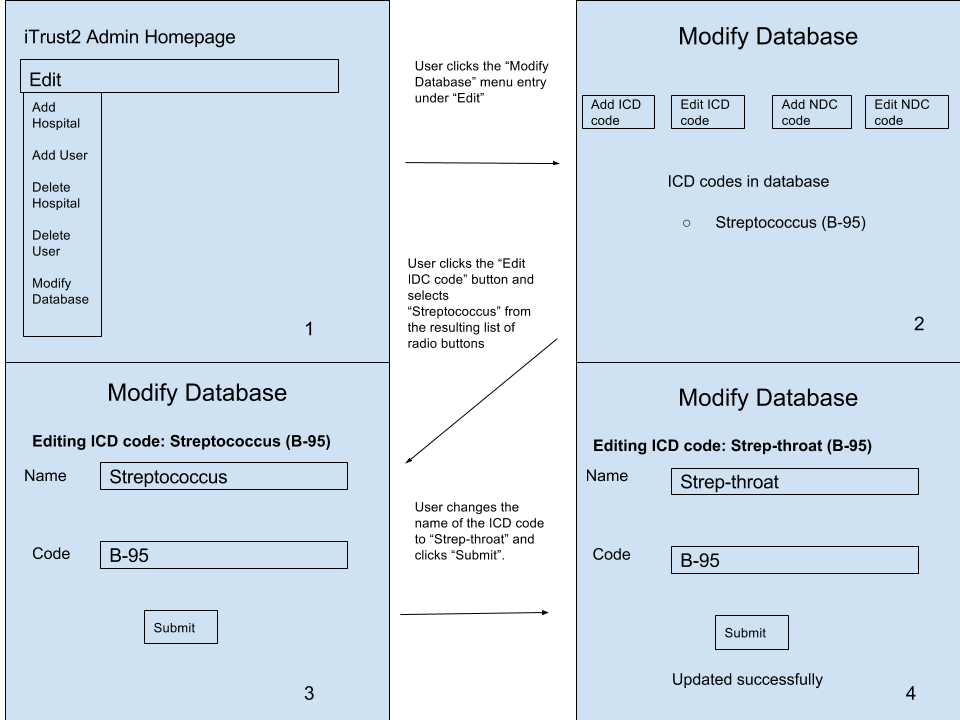 iTrust2 Admin Homepage
Edit
Add
Hospital
Add User
Delete
Hospital
Delete
User
Modify
Database
1
User clicks the “Modify
Database” menu entry
under “Edit”
Modify Database
Add ICD
code
Edit ICD
code
Add NDC
code
Edit NDC
code
ICD codes in database
○ Streptococcus (B-95)
2
User clicks the “Edit
IDC code” button and
selects
“Streptococcus” from
the resulting list of
radio buttons
Modify Database
Editing ICD code: Streptococcus (B-95)
Name
Streptococcus
Code
B-95
Submit
3
User changes the
name of the ICD code
to “Strep-throat” and
clicks “Submit”.
Modify Database
Editing ICD code: Strep-throat (B-95)
Name
Strep-throat
Code
B-95
Submit
Updated successfully
4